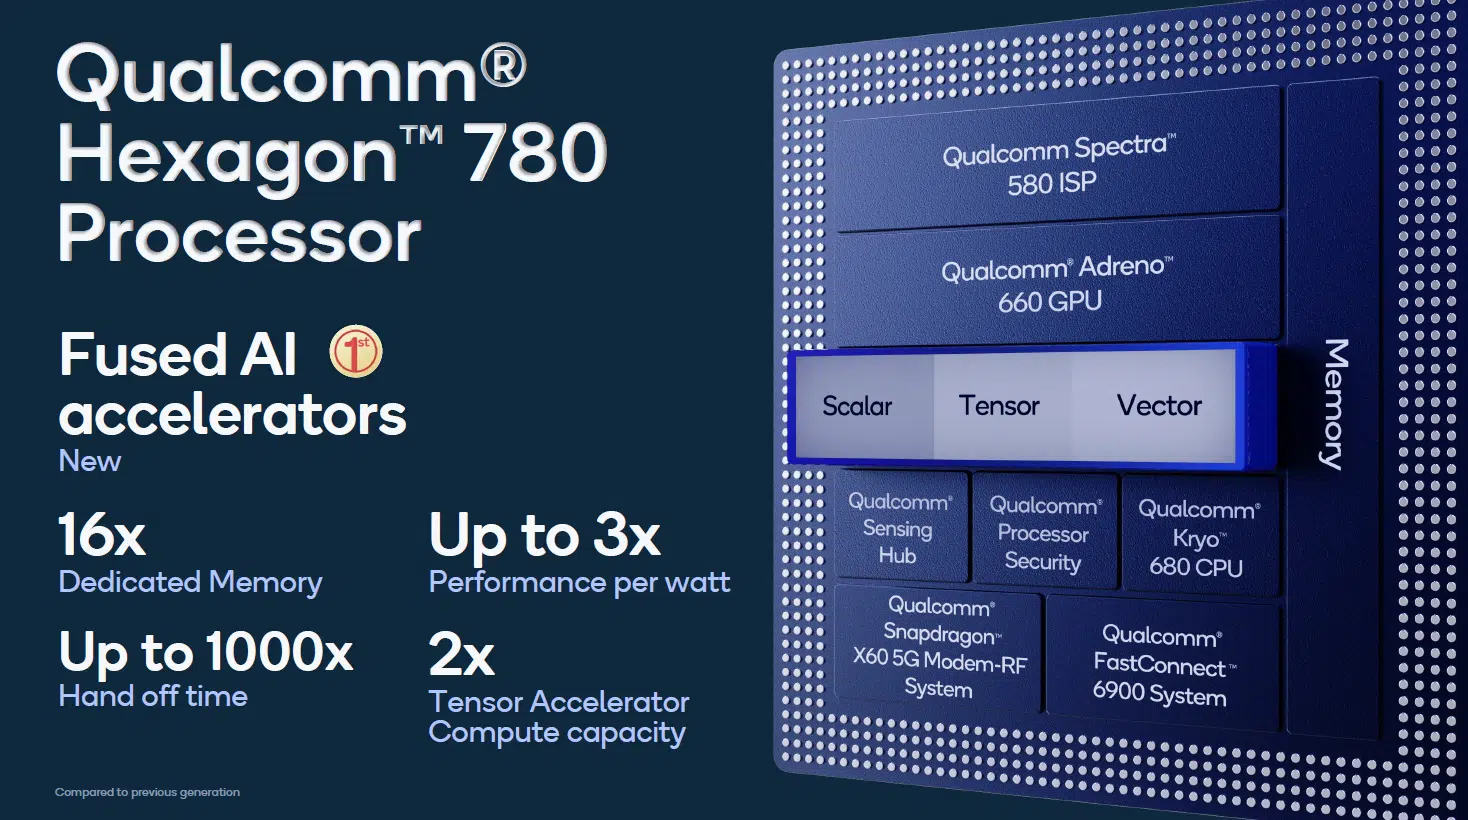 Qualcomm®
Hexagon™ 780
Processor
Fused AI 1st
accelerators
New
16x
Dedicated Memory
Up to 3x
Performance per watt
Up to 1000x
Hand off time
2x
Tensor Accelerator
Compute capacity
Compared to previous generation
Qualcomm Spectra™
580 ISP
Qualcomm® Adreno™
660 GPU
Scalar
Tensor
Vector
Memory
Qualcomm®
Sensing
Hub
Qualcomm®
Processor
Security
Qualcomm®
Kryo™
680 CPU
Qualcomm®
Snapdragon™
X60 5G Modem-RF
System
Qualcomm®
FastConnect™
6900 System